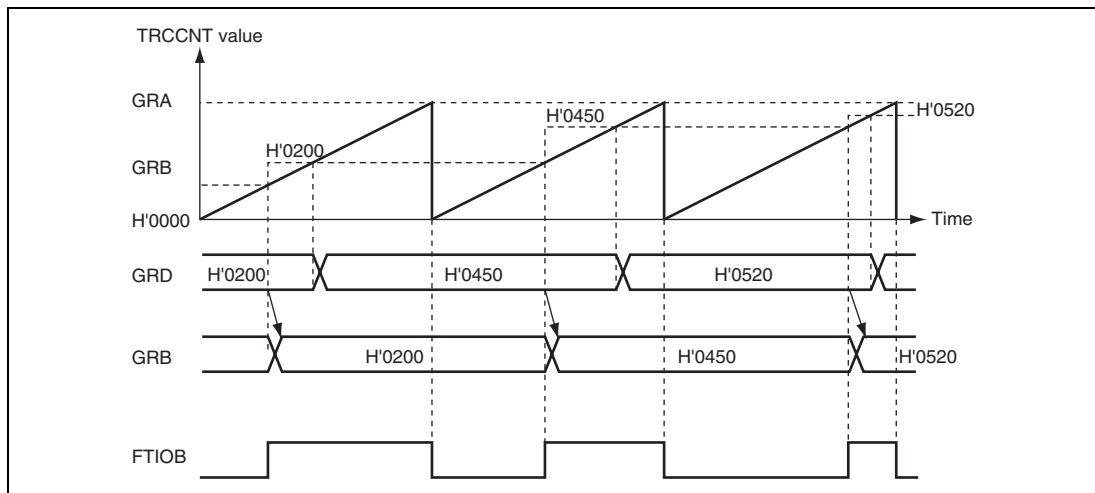 TRCCNT value
GRA
H'0450
H'0520
H'0200
GRB
H'0000
Time
GRD
H'0200
H'0450
H'0520
GRB
H'0200
H'0450
H'0520
FTIOB